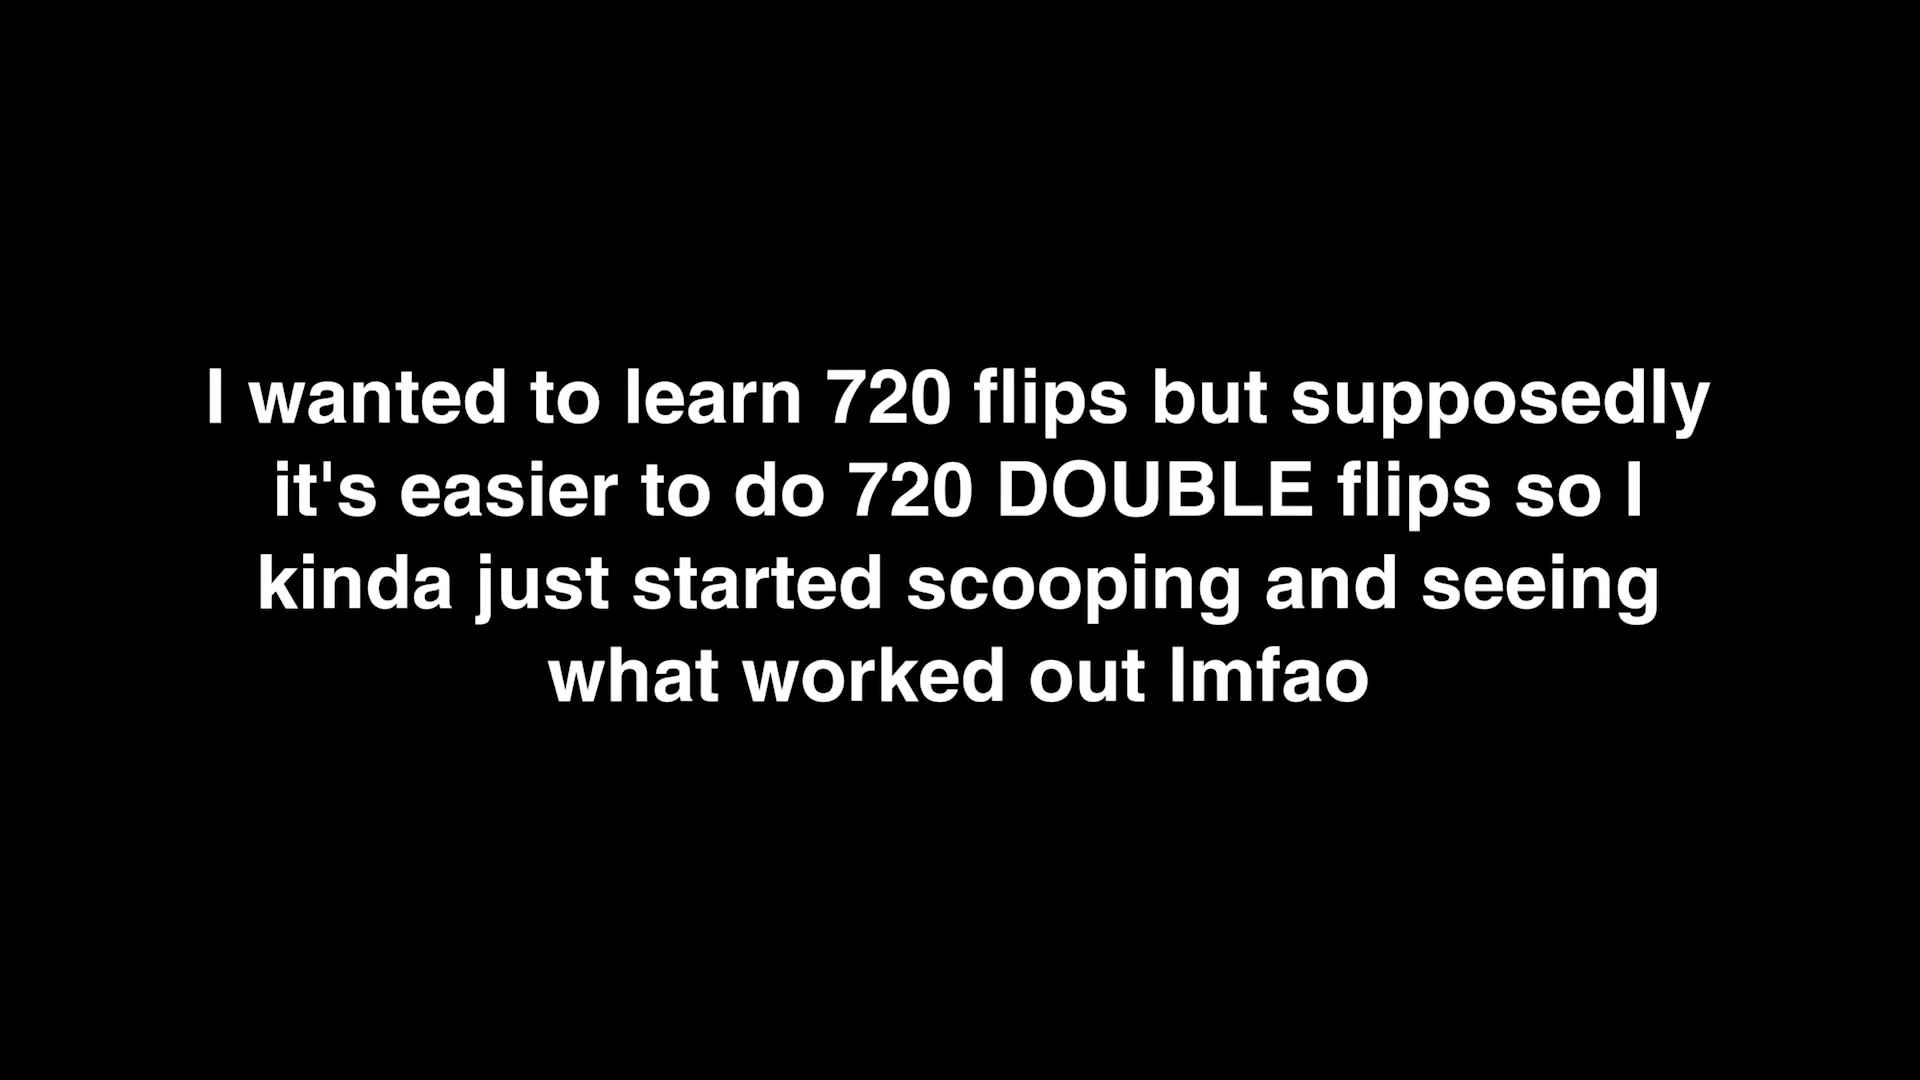 I wanted to learn 720 flips but supposedly
it's easier to do 720 DOUBLE flips so I
kinda just started scooping and seeing
what worked out lmfao